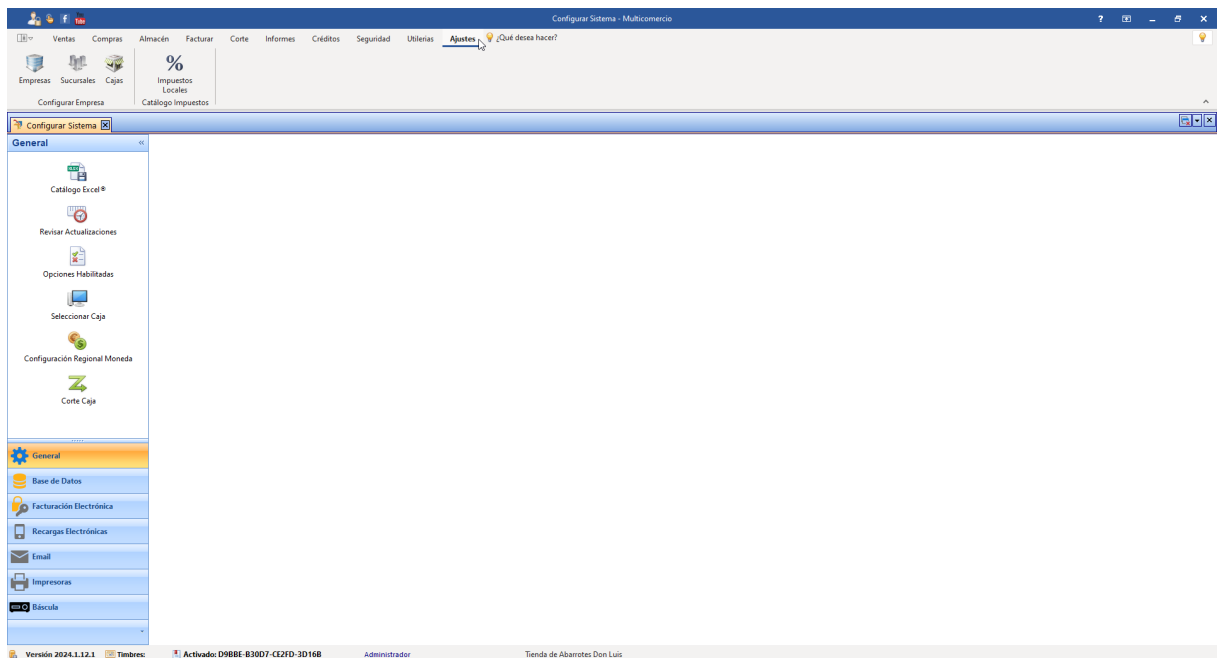 Configurar Sistema - Multicomercio
Ventas Compras Almacén Facturar Corte Informes Créditos Seguridad Utilerias Ajustes ¿Qué desea hacer?
Empresas Sucursales Cajas Impuestos Locales
Configurar Empresa Catálogo Impuestos
Configurar Sistema
General
Catálogo Excel®
Revisar Actualizaciones
Opciones Habilitadas
Seleccionar Caja
Configuración Regional Moneda
Corte Caja
General
Base de Datos
Facturación Electrónica
Recargas Electrónicas
Email
Impresoras
Báscula
Versión 2024.1.12.1 Timbres: Activado: D9BBE-B30D7-CE2FD-3D16B Administrador Tienda de Abarrotes Don Luis